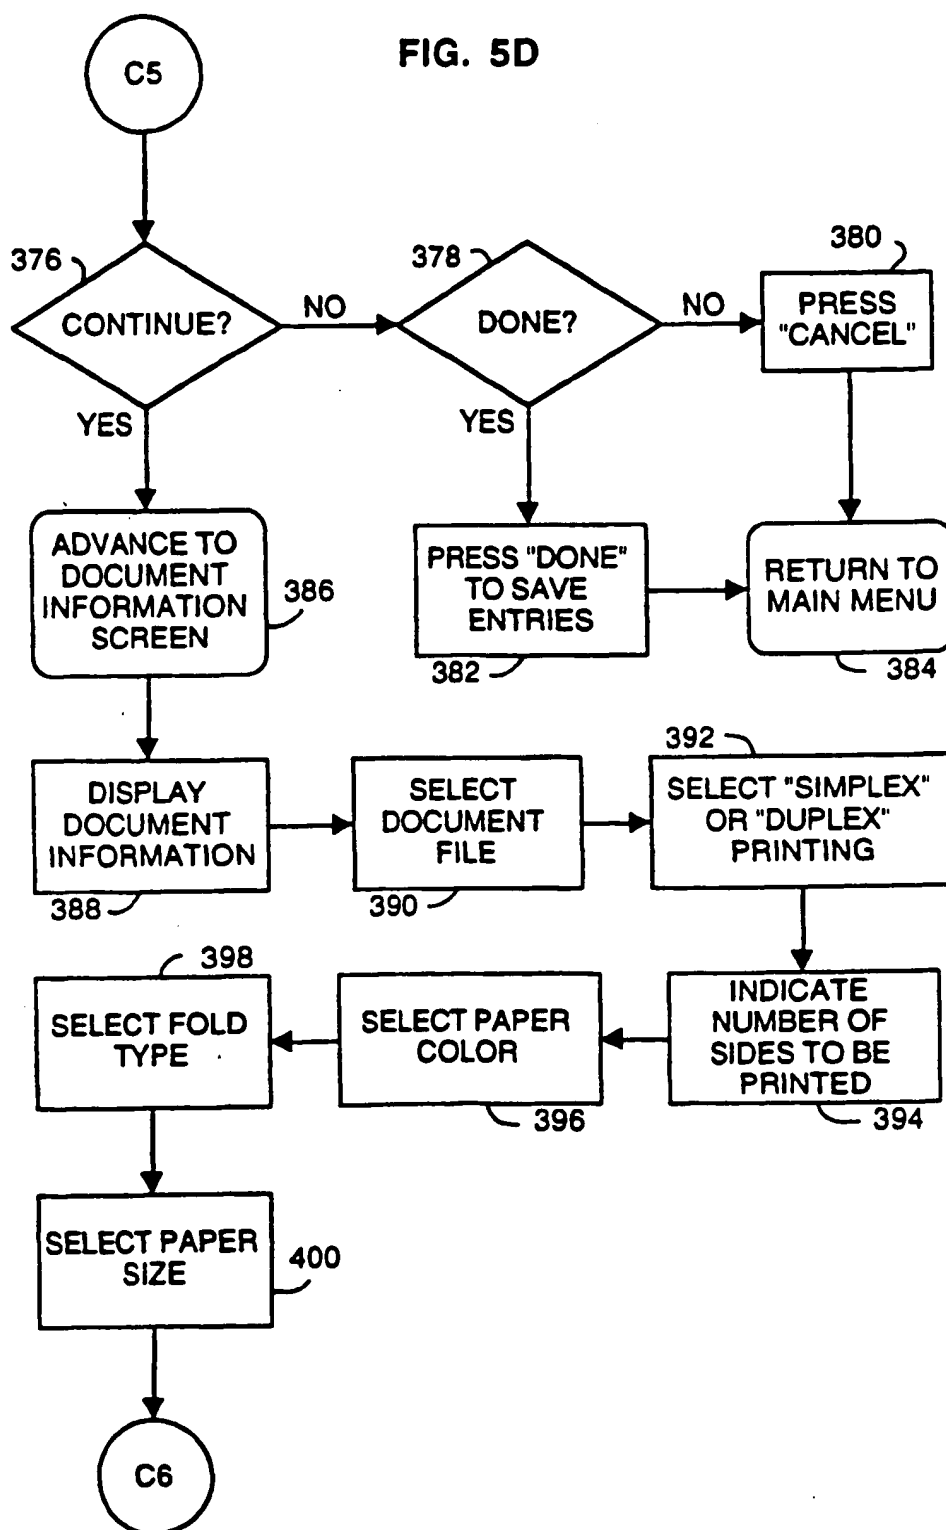 FIG. 5D
C5
376
CONTINUE?
NO
YES
378
DONE?
NO
YES
380
PRESS
"CANCEL"
ADVANCE TO
DOCUMENT
INFORMATION
SCREEN
386
PRESS "DONE"
TO SAVE
ENTRIES
382
RETURN TO
MAIN MENU
384
DISPLAY
DOCUMENT
INFORMATION
388
SELECT
DOCUMENT
FILE
390
392
SELECT "SIMPLEX"
OR "DUPLEX"
PRINTING
INDICATE
NUMBER OF
SIDES TO BE
PRINTED
394
SELECT PAPER
COLOR
396
398
SELECT FOLD
TYPE
SELECT PAPER
SIZE
400
C6